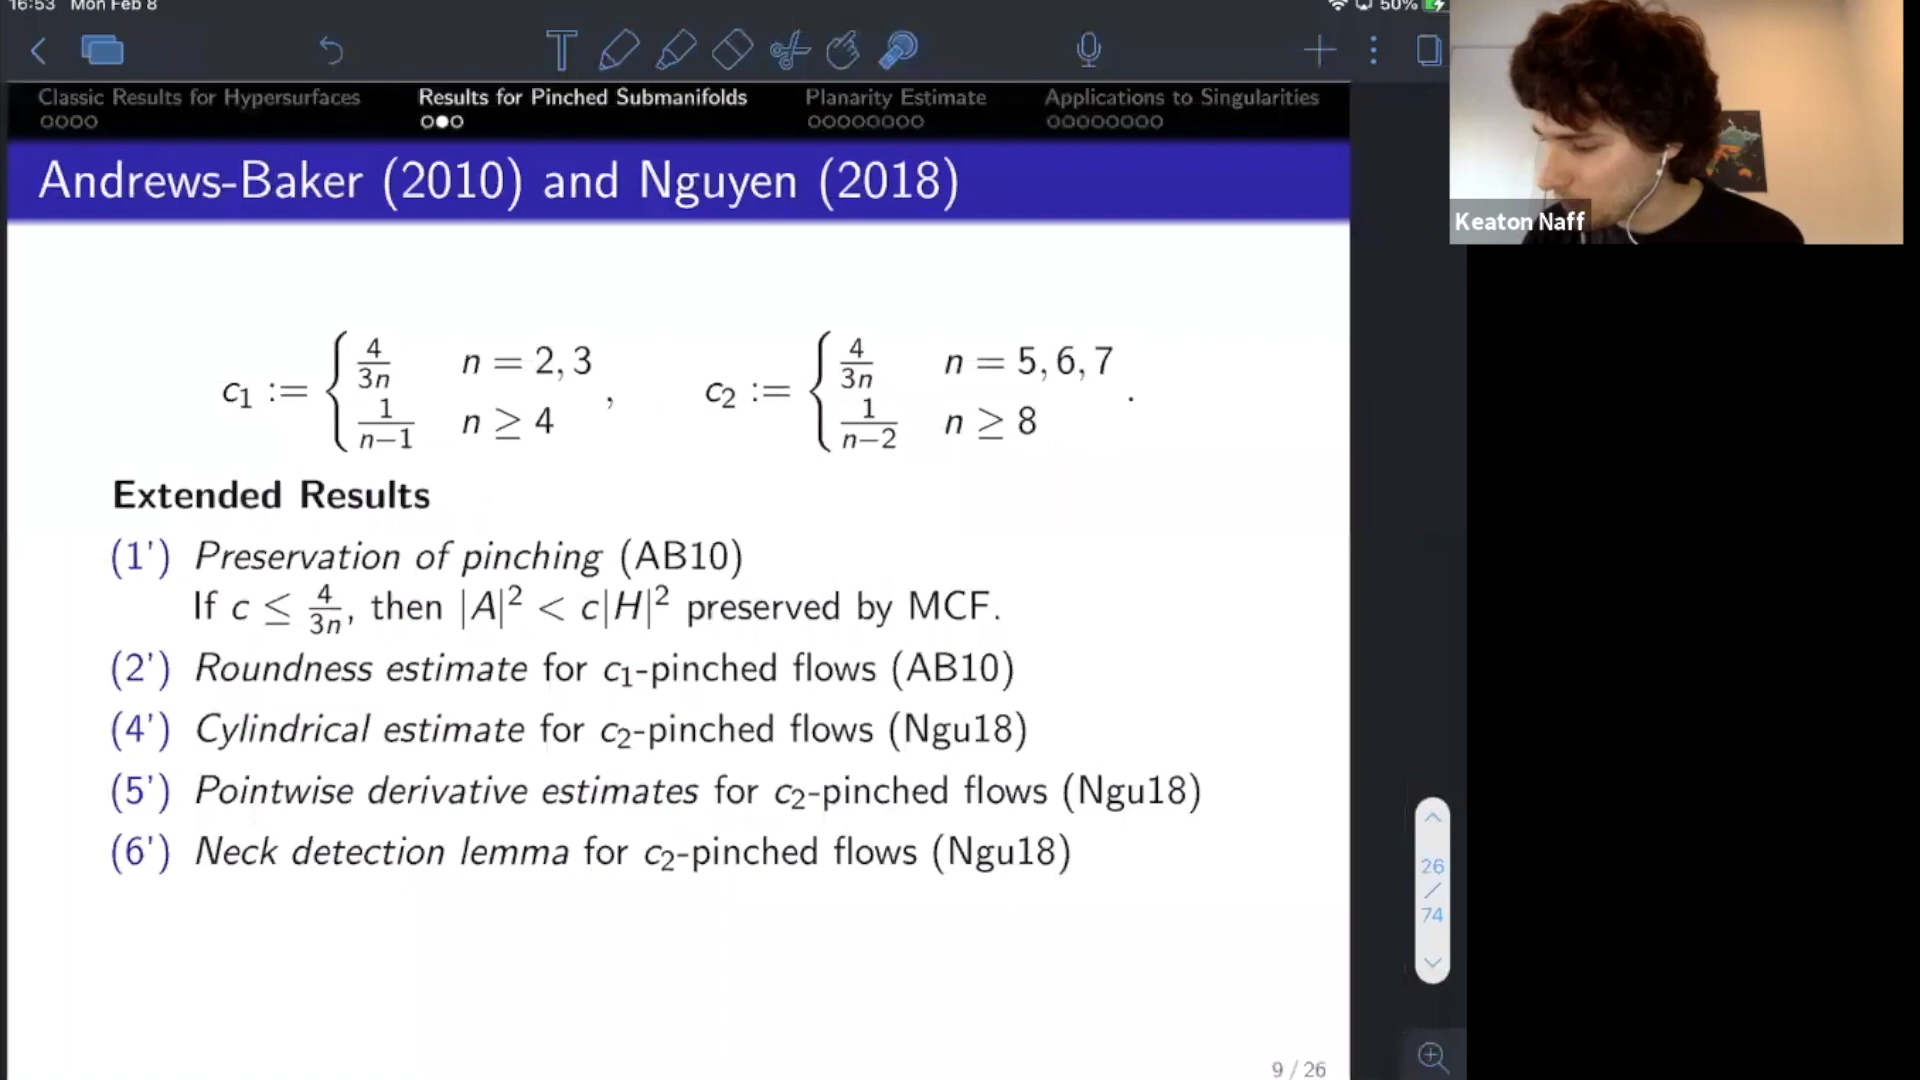 16:53 Mon Feb 8
50%
Classic Results for Hypersurfaces Results for Pinched Submanifolds Planarity Estimate Applications to Singularities
Andrews-Baker (2010) and Nguyen (2018)
Keaton Naff
c₁ := { 4/3n n = 2, 3 ; 1/n−1 n ≥ 4 , c₂ := { 4/3n n = 5, 6, 7 ; 1/n−2 n ≥ 8 .
Extended Results
(1') Preservation of pinching (AB10)
If c ≤ 4/3n, then |A|² < c|H|² preserved by MCF.
(2') Roundness estimate for c₁-pinched flows (AB10)
(4') Cylindrical estimate for c₂-pinched flows (Ngu18)
(5') Pointwise derivative estimates for c₂-pinched flows (Ngu18)
(6') Neck detection lemma for c₂-pinched flows (Ngu18)
26
/
74
9 / 26